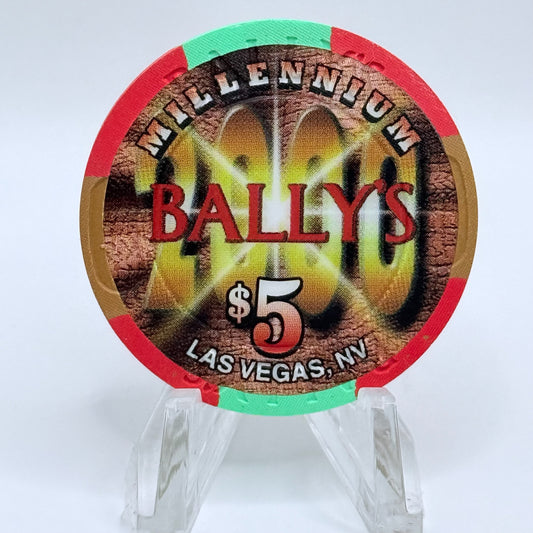 MILLENNIUM
2000
BALLY'S
$5
LAS VEGAS, NV